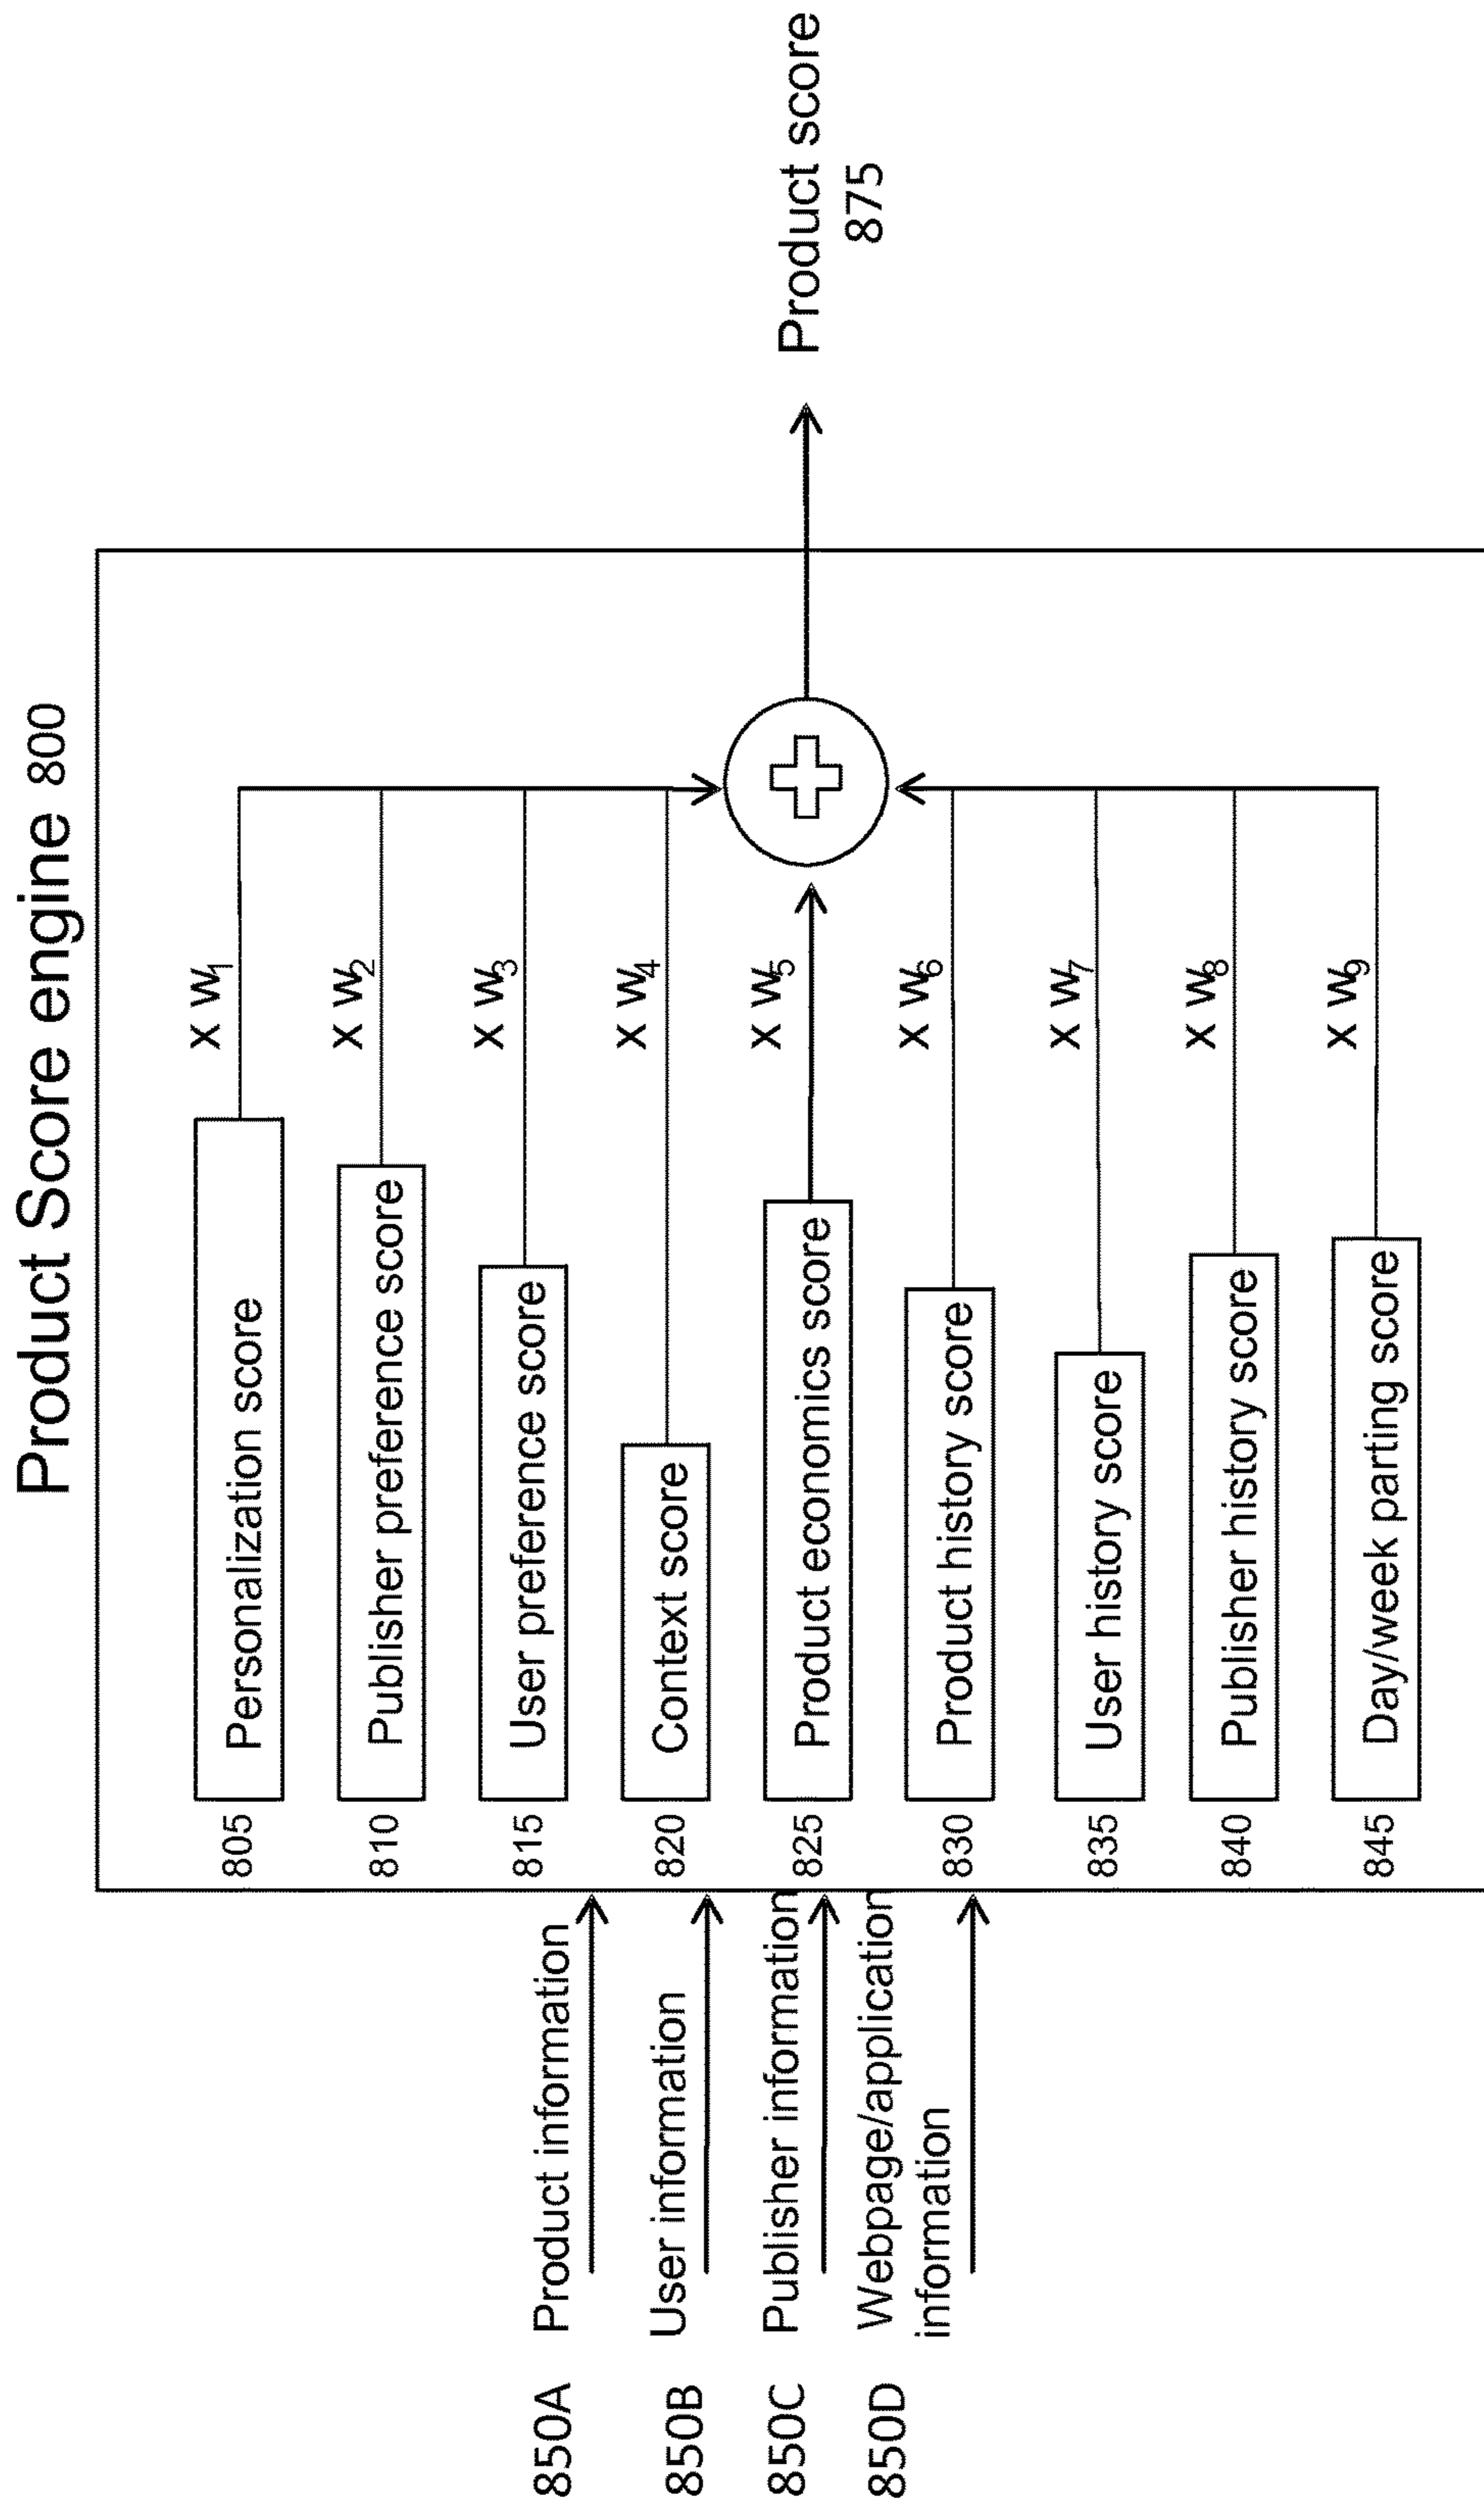 Product Score engine 800
850A Product information
850B User information
850C Publisher information
850D Webpage/application
information
805 Personalization score x w1
810 Publisher preference score x w2
815 User preference score x w3
820 Context score x w4
825 Product economics score x w5
830 Product history score x w6
835 User history score x w7
840 Publisher history score x w8
845 Day/week parting score x w9
Product score
875